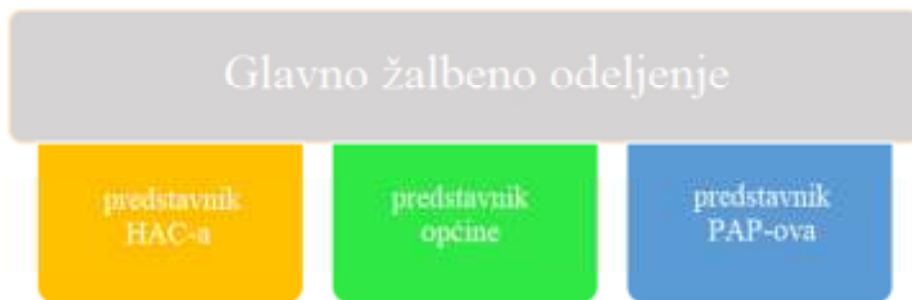 Glavno žalbeno odeljenje
predstavnik
HAC-a
predstavnik
općine
predstavnik
PAP-ova